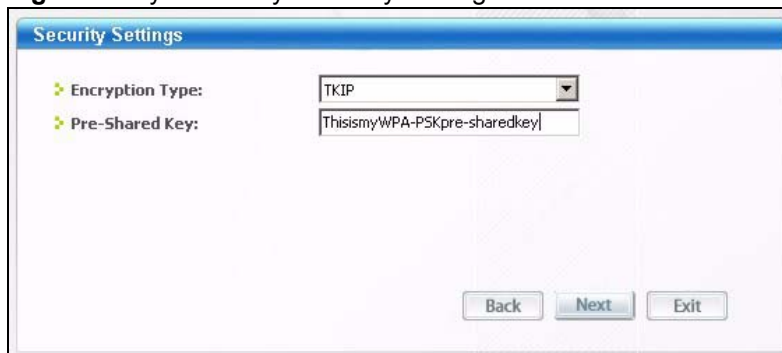 Security Settings
Encryption Type: TKIP
Pre-Shared Key: ThisismyWPA-PSKpre-sharedkey
Back Next Exit